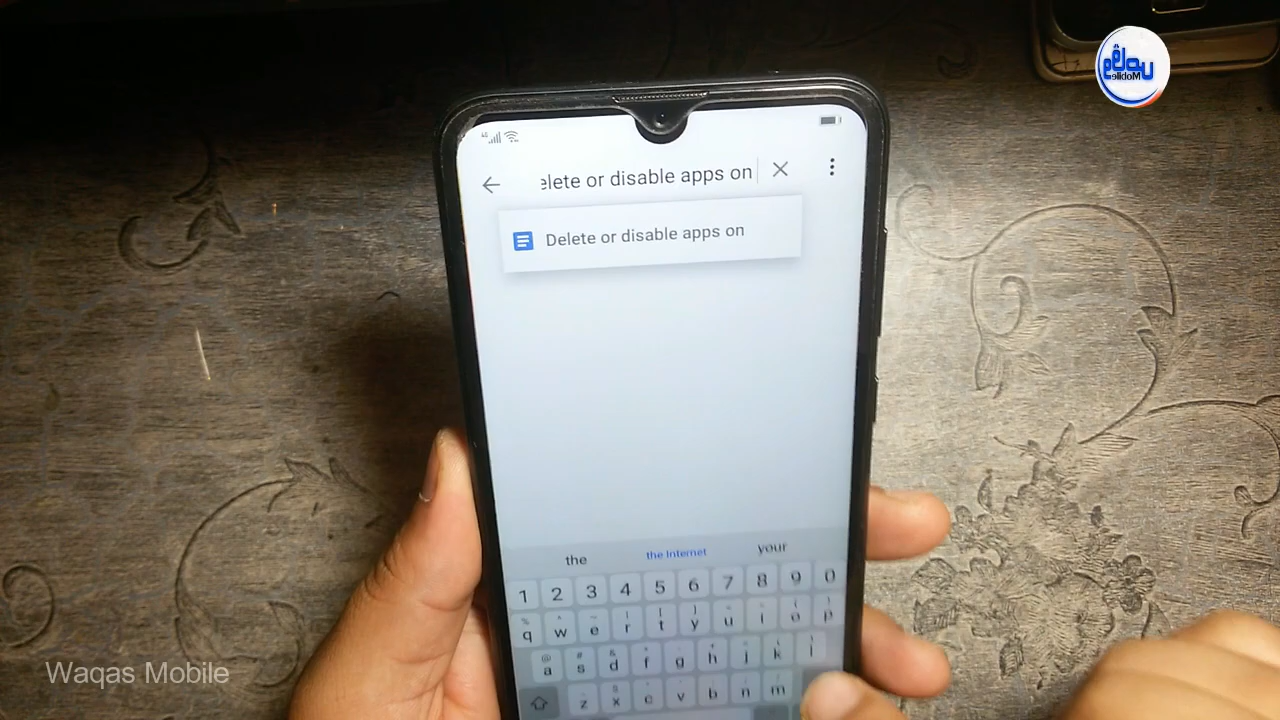 elete or disable apps on
Delete or disable apps on
the the Internet your
1 2 3 4 5 6 7 8 9 0
q w e r t y u i o p
a s d f g h j k l
z x c v b n m
Waqas Mobile